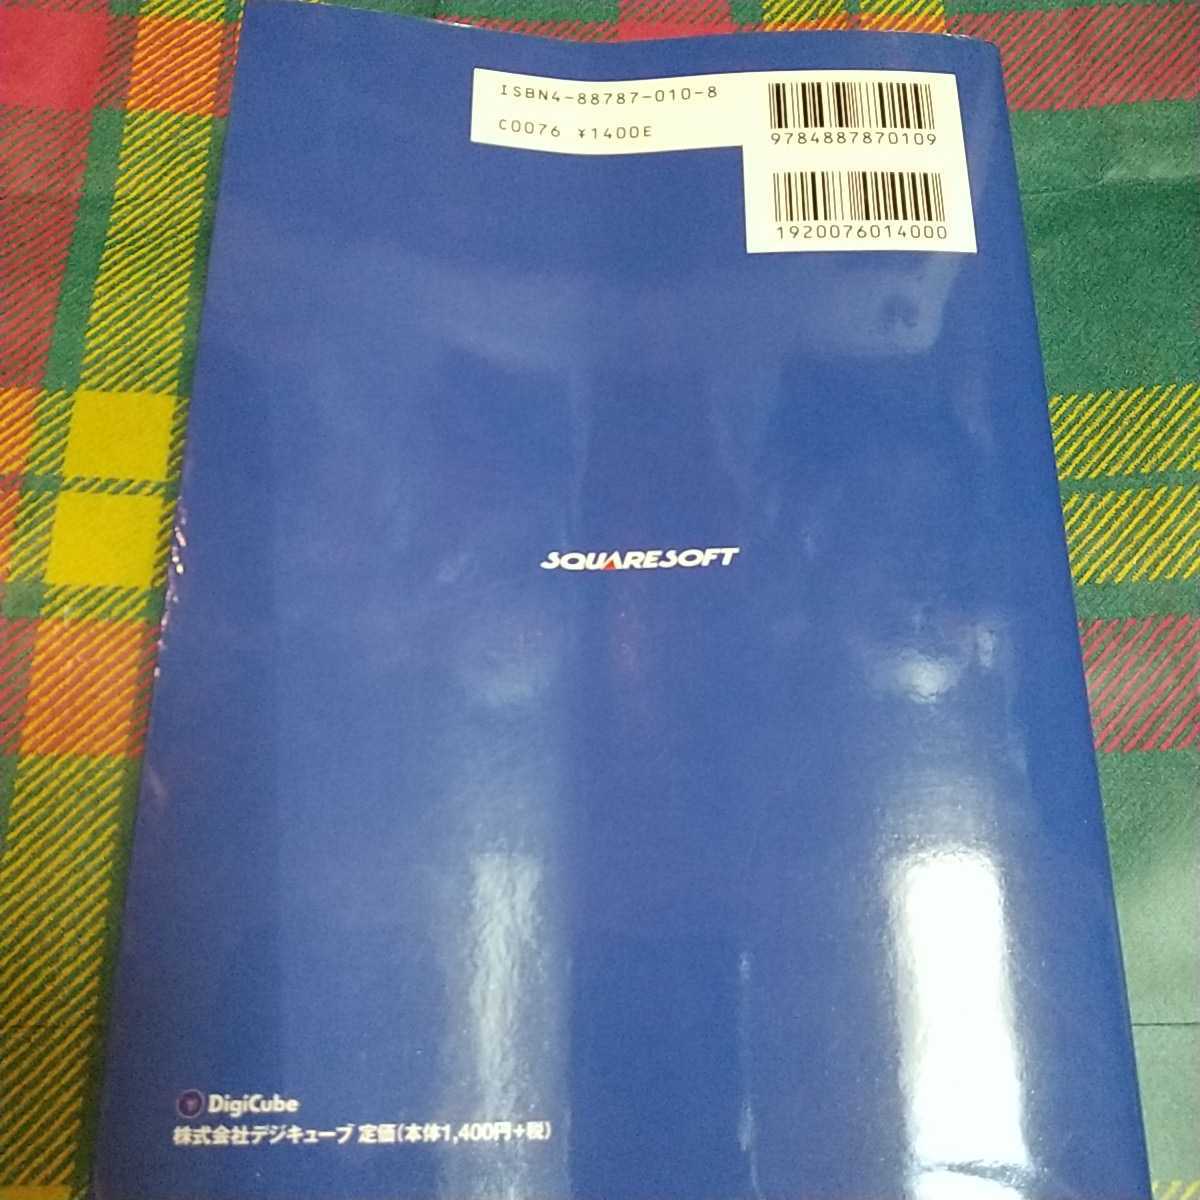 ISBN4-88787-010-8
C0076 ¥1400E
9784887870109
1920076014000
SQUARESOFT
DigiCube
株式会社デジキューブ 定価(本体1,400円+税)